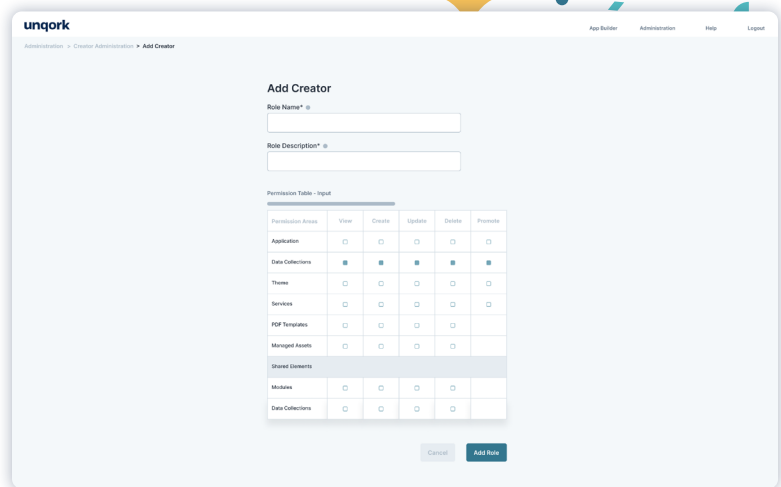 unqork
App Builder Administration Help Logout
Administration > Creator Administration > Add Creator
Add Creator
Role Name*
Role Description*
Permission Table - Input
Permission Areas View Create Update Delete Promote
Application
Data Collections
Theme
Services
PDF Templates
Managed Assets
Shared Elements
Modules
Data Collections
Cancel Add Role